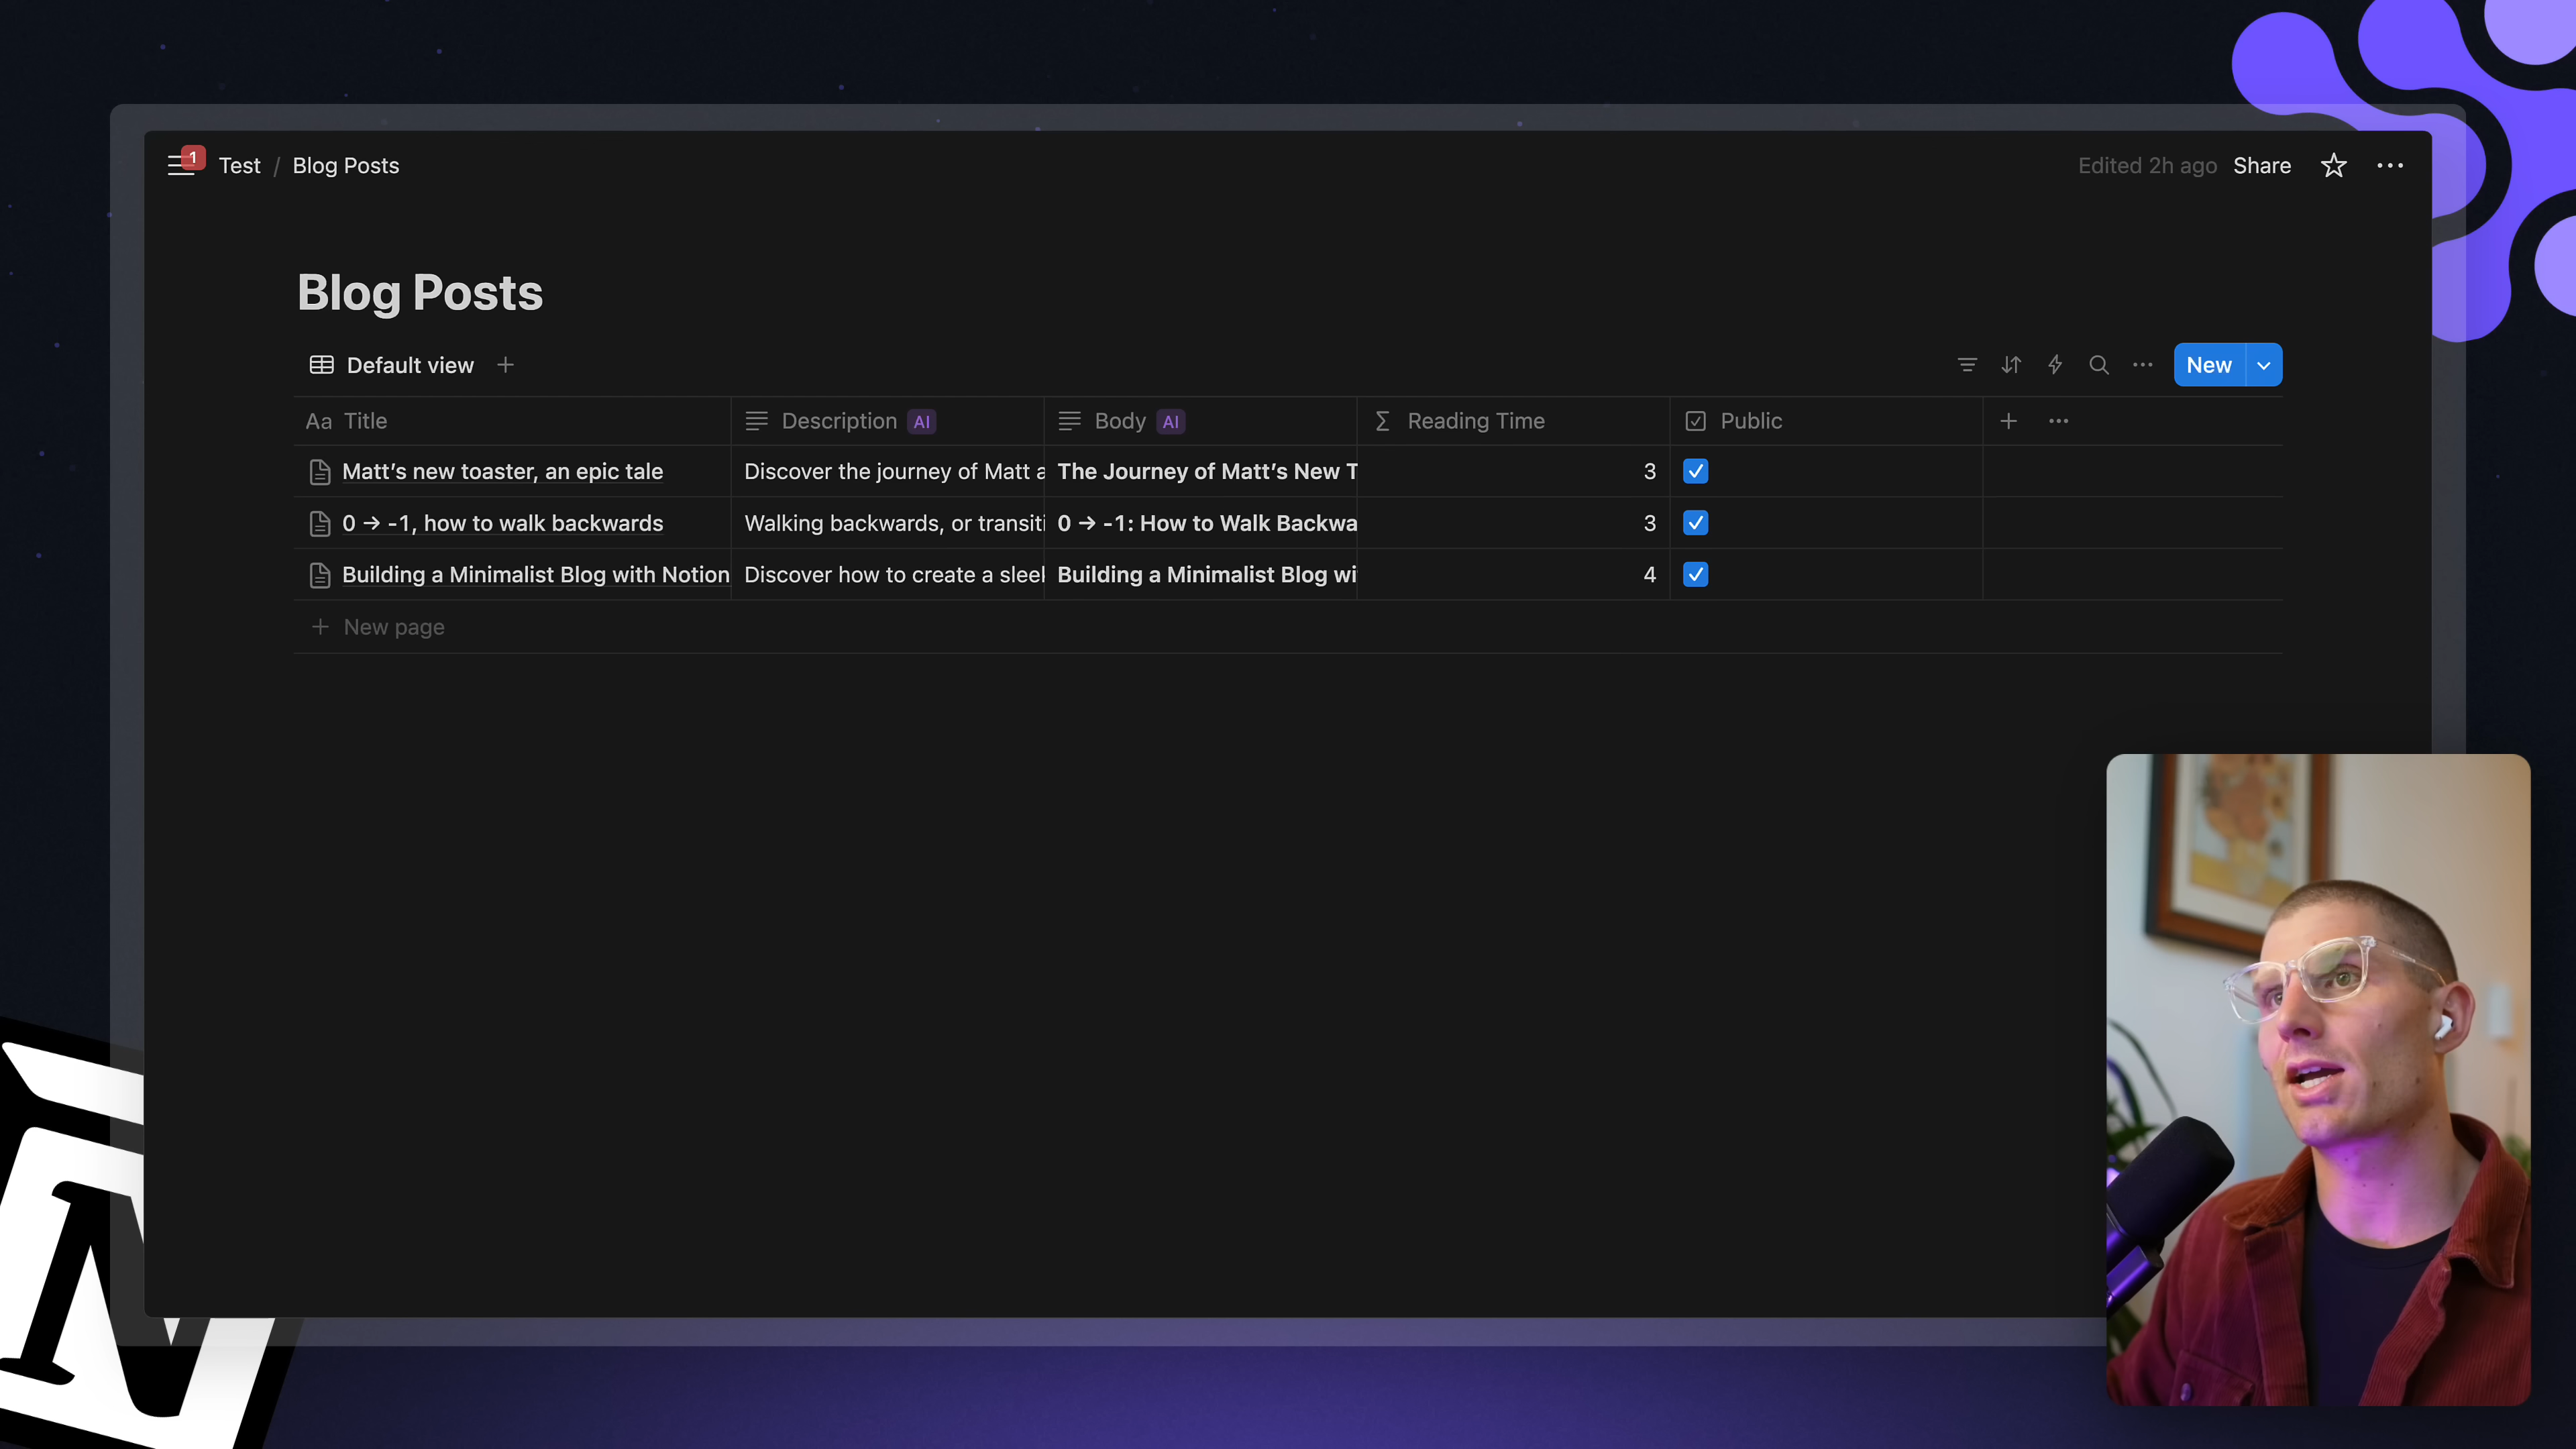 1
Test / Blog Posts
Edited 2h ago Share
Blog Posts
Default view
New
Aa Title Description AI Body AI Σ Reading Time Public
Matt’s new toaster, an epic tale Discover the journey of Matt a The Journey of Matt’s New T 3
0 → -1, how to walk backwards Walking backwards, or transiti 0 → -1: How to Walk Backwa 3
Building a Minimalist Blog with Notion Discover how to create a sleek Building a Minimalist Blog wi 4
+ New page
N